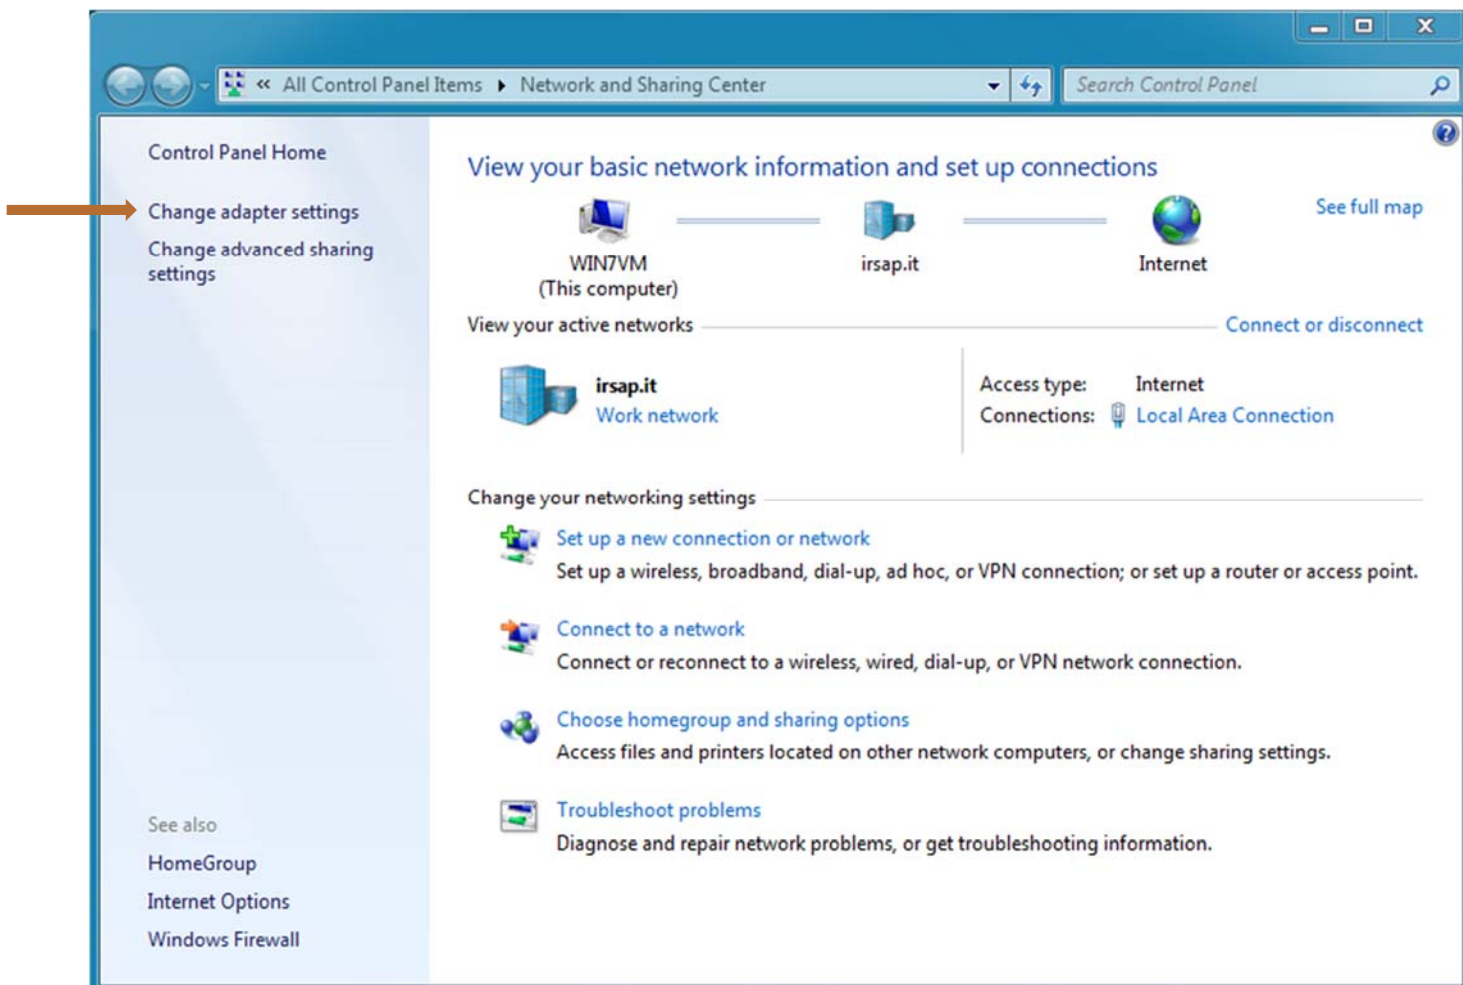 « All Control Panel Items ▸ Network and Sharing Center
Search Control Panel
Control Panel Home
Change adapter settings
Change advanced sharing
settings
View your basic network information and set up connections
See full map
WIN7VM
(This computer)
irsap.it
Internet
View your active networks
Connect or disconnect
irsap.it
Work network
Access type: Internet
Connections: Local Area Connection
Change your networking settings
Set up a new connection or network
Set up a wireless, broadband, dial-up, ad hoc, or VPN connection; or set up a router or access point.
Connect to a network
Connect or reconnect to a wireless, wired, dial-up, or VPN network connection.
Choose homegroup and sharing options
Access files and printers located on other network computers, or change sharing settings.
Troubleshoot problems
Diagnose and repair network problems, or get troubleshooting information.
See also
HomeGroup
Internet Options
Windows Firewall